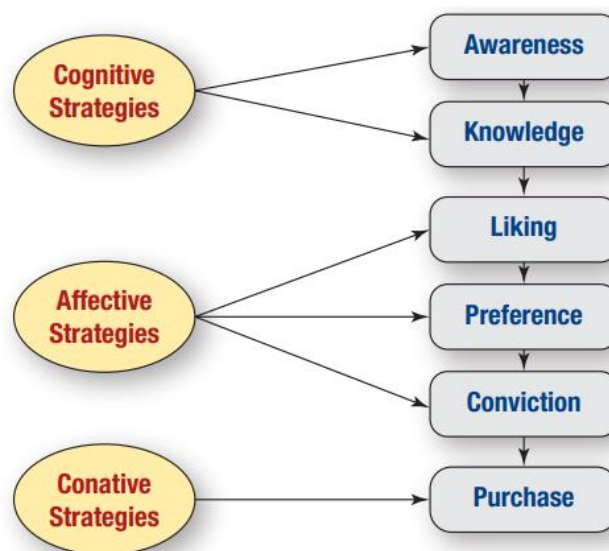 Cognitive
Strategies
Awareness
Knowledge
Affective
Strategies
Liking
Preference
Conviction
Conative
Strategies
Purchase